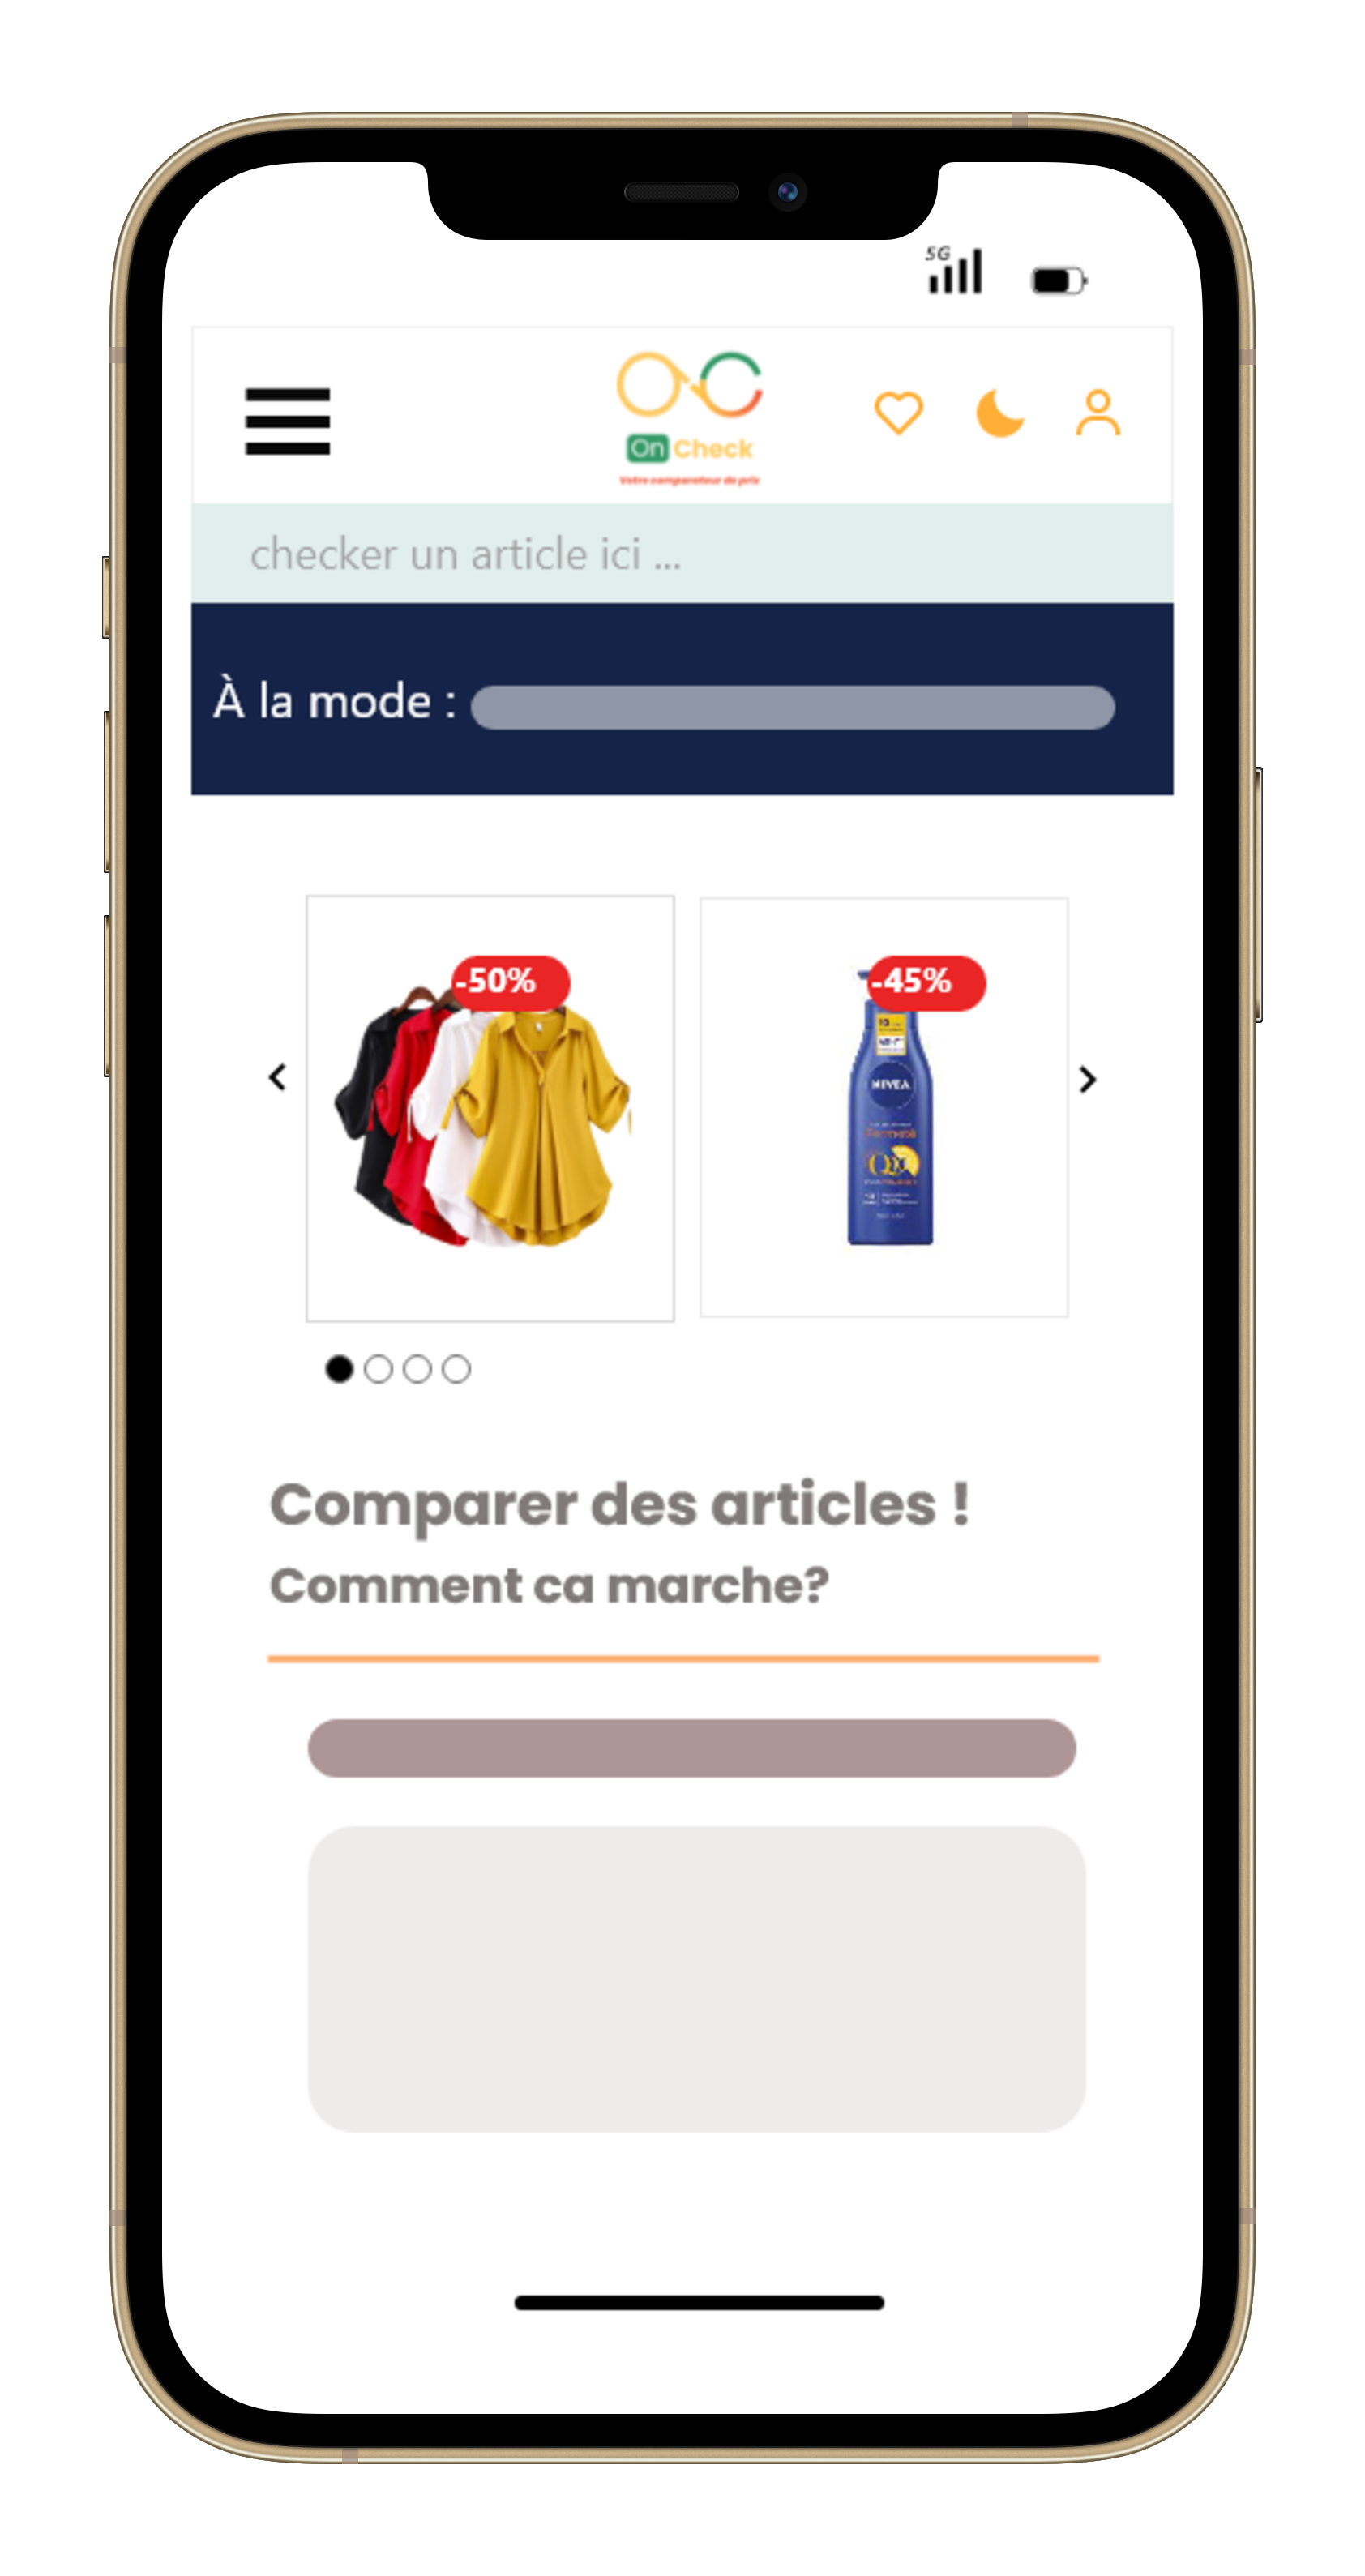 5G
On Check
Votre comparateur de prix
checker un article ici ...
À la mode :
-50%
-45%
NIVEA
Q10
Comparer des articles !
Comment ca marche?